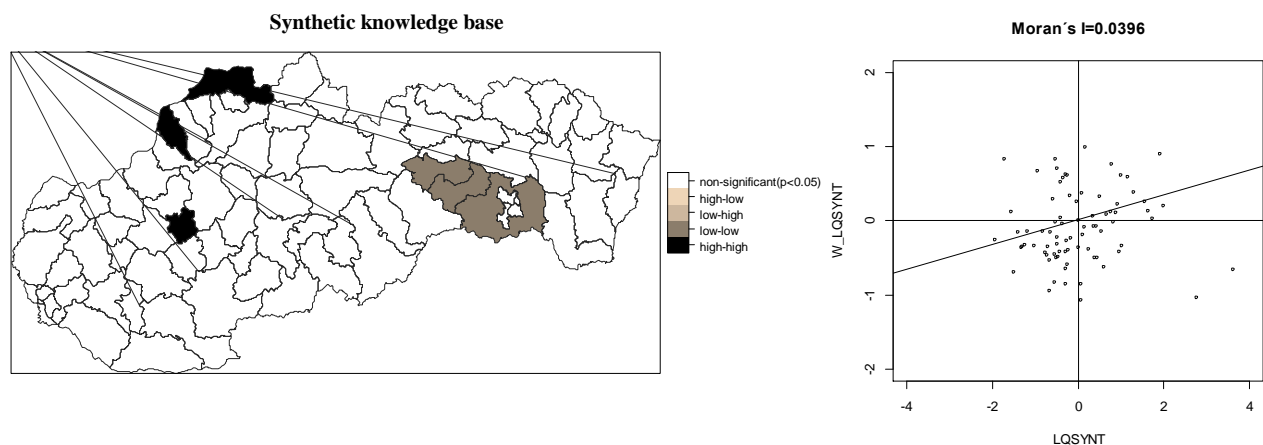 Synthetic knowledge base
non-significant(p<0.05)
high-low
low-high
low-low
high-high
Moran´s I=0.0396
W_LQSYNT
2
1
0
-1
-2
-4
-2
0
2
4
LQSYNT